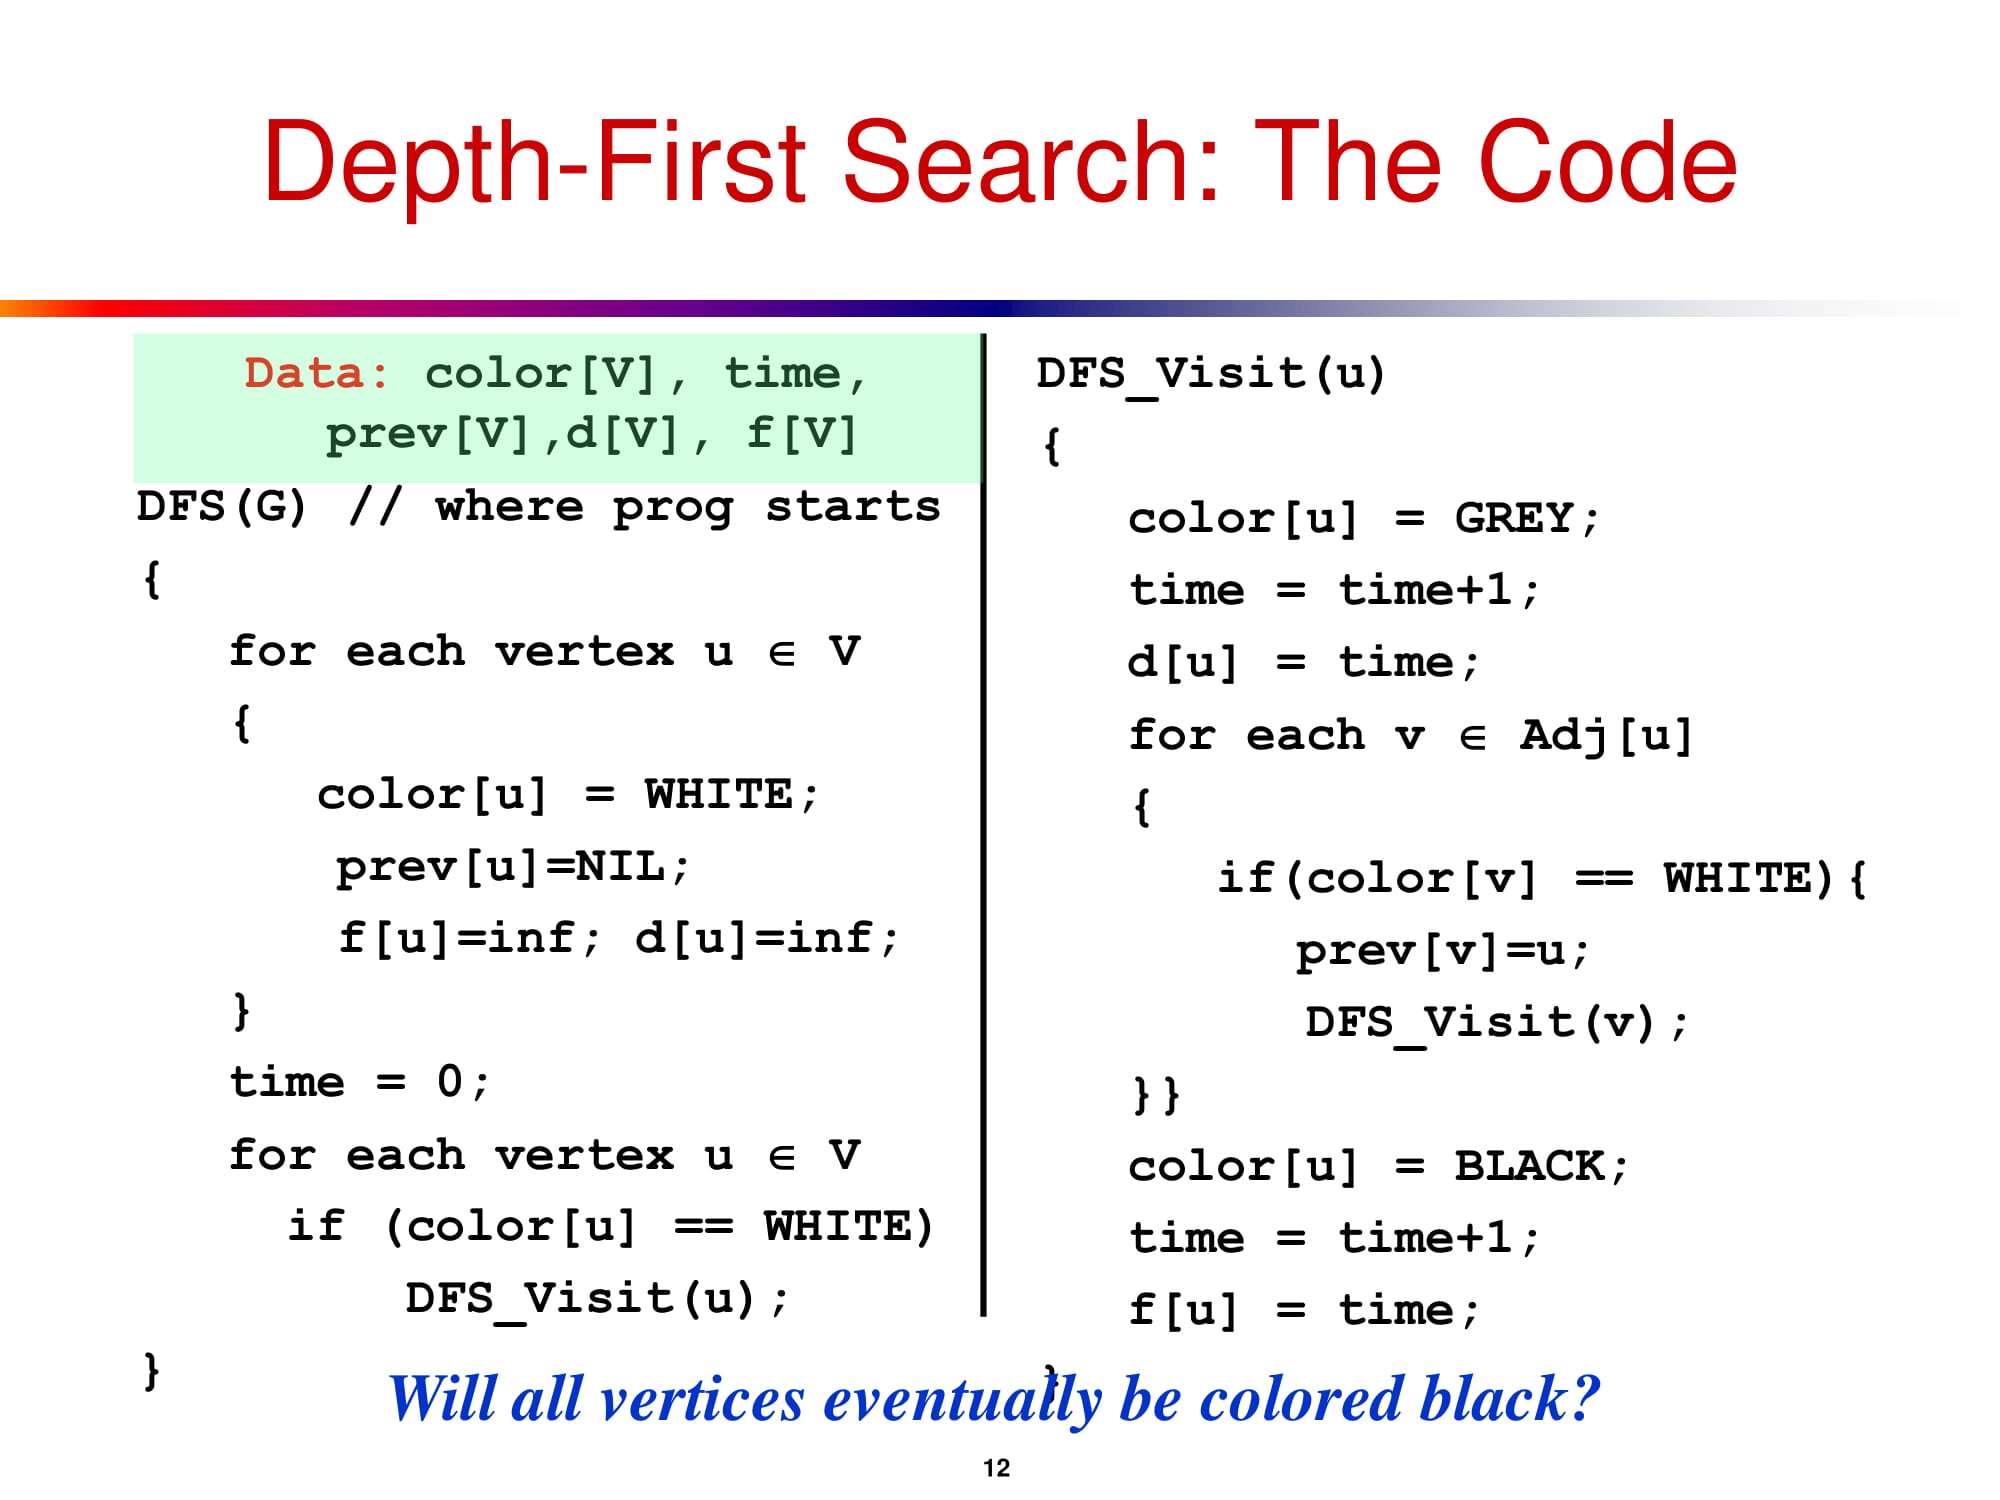 Depth-First Search: The Code
Data: color[V], time,
prev[V],d[V], f[V]
DFS(G) // where prog starts
{
for each vertex u ∈ V
{
color[u] = WHITE;
prev[u]=NIL;
f[u]=inf; d[u]=inf;
}
time = 0;
for each vertex u ∈ V
if (color[u] == WHITE)
DFS_Visit(u);
}
DFS_Visit(u)
{
color[u] = GREY;
time = time+1;
d[u] = time;
for each v ∈ Adj[u]
{
if(color[v] == WHITE){
prev[v]=u;
DFS_Visit(v);
}}
color[u] = BLACK;
time = time+1;
f[u] = time;
}
Will all vertices eventually be colored black?
12